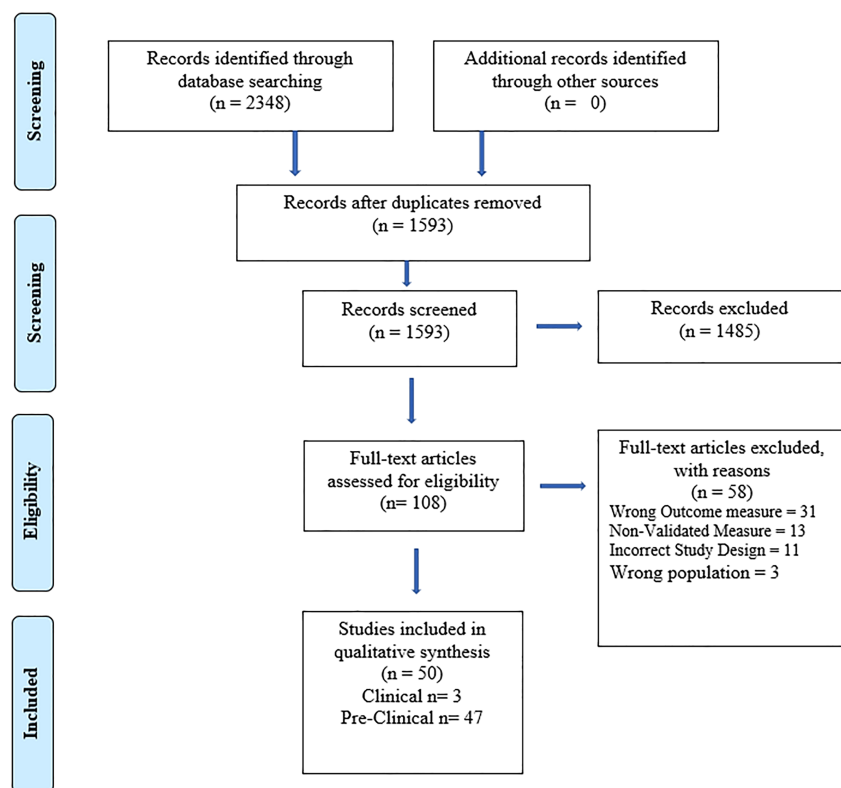 Screening
Records identified through
database searching
(n = 2348)
Additional records identified
through other sources
(n = 0)
Records after duplicates removed
(n = 1593)
Screening
Records screened
(n = 1593)
Records excluded
(n = 1485)
Eligibility
Full-text articles
assessed for eligibility
(n= 108)
Full-text articles excluded,
with reasons
(n = 58)
Wrong Outcome measure = 31
Non-Validated Measure = 13
Incorrect Study Design = 11
Wrong population = 3
Included
Studies included in
qualitative synthesis
(n = 50)
Clinical n= 3
Pre-Clinical n= 47